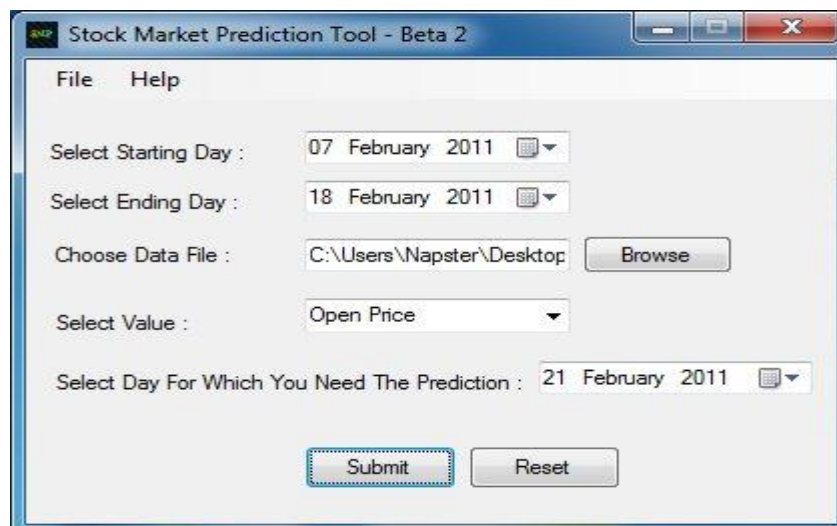 SMP Stock Market Prediction Tool - Beta 2
File Help
Select Starting Day : 07 February 2011
Select Ending Day : 18 February 2011
Choose Data File : C:\Users\Napster\Desktop Browse
Select Value : Open Price
Select Day For Which You Need The Prediction : 21 February 2011
Submit Reset